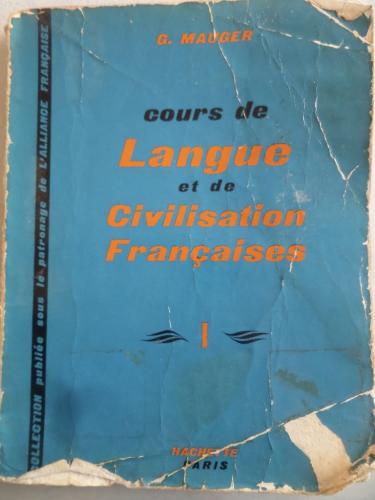 G. MAUGER
cours de
Langue
et de
Civilisation
Françaises
I
HACHETTE
PARIS
COLLECTION publiée sous le patronage de L'ALLIANCE FRANÇAISE